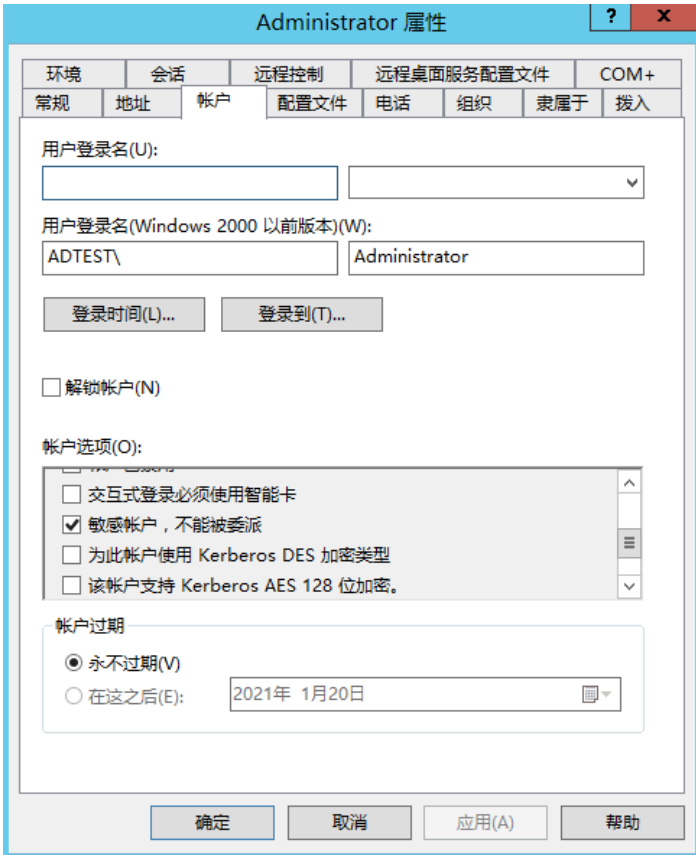 Administrator 属性
?
x
环境 会话 远程控制 远程桌面服务配置文件 COM+
常规 地址 帐户 配置文件 电话 组织 隶属于 拨入
用户登录名(U):
用户登录名(Windows 2000 以前版本)(W):
ADTEST\ Administrator
登录时间(L)... 登录到(T)...
解锁帐户(N)
帐户选项(O):
交互式登录必须使用智能卡
敏感帐户，不能被委派
为此帐户使用 Kerberos DES 加密类型
该帐户支持 Kerberos AES 128 位加密。
帐户过期
永不过期(V)
在这之后(E): 2021年 1月20日
确定 取消 应用(A) 帮助